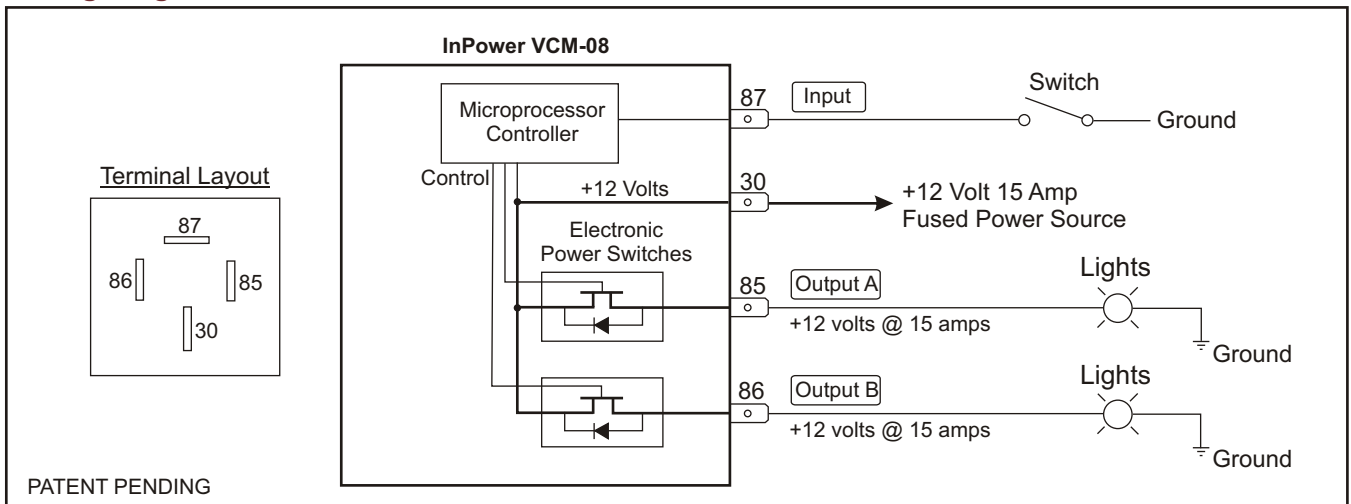 InPower VCM-08
Terminal Layout
87
86
85
30
Microprocessor
Controller
Control
+12 Volts
Electronic
Power Switches
87
Input
Switch
Ground
30
+12 Volt 15 Amp
Fused Power Source
85
Output A
+12 volts @ 15 amps
Lights
Ground
86
Output B
+12 volts @ 15 amps
Lights
Ground
PATENT PENDING